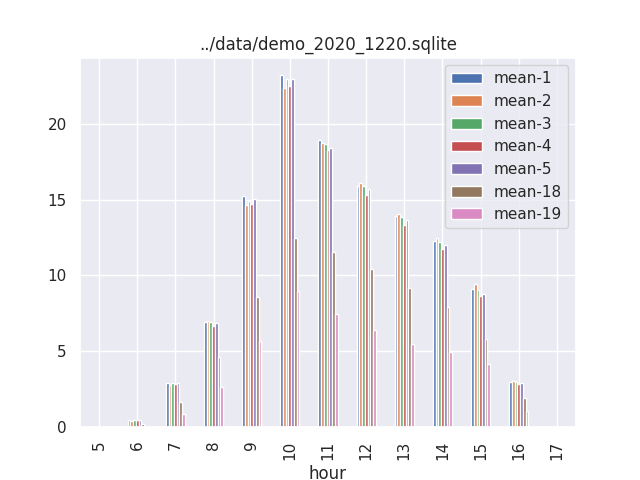 ../data/demo_2020_1220.sqlite
mean-1
mean-2
mean-3
mean-4
mean-5
mean-18
mean-19
20
15
10
5
0
5 6 7 8 9 10 11 12 13 14 15 16 17
hour